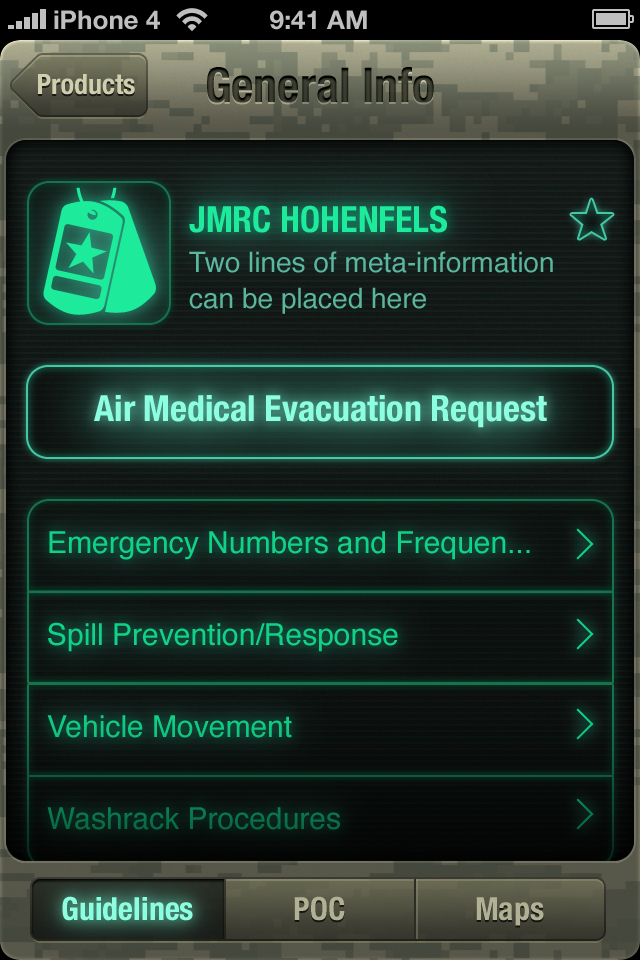 iPhone 4 9:41 AM
Products General Info
JMRC HOHENFELS
Two lines of meta-information
can be placed here
Air Medical Evacuation Request
Emergency Numbers and Frequen...
Spill Prevention/Response
Vehicle Movement
Washrack Procedures
Guidelines POC Maps